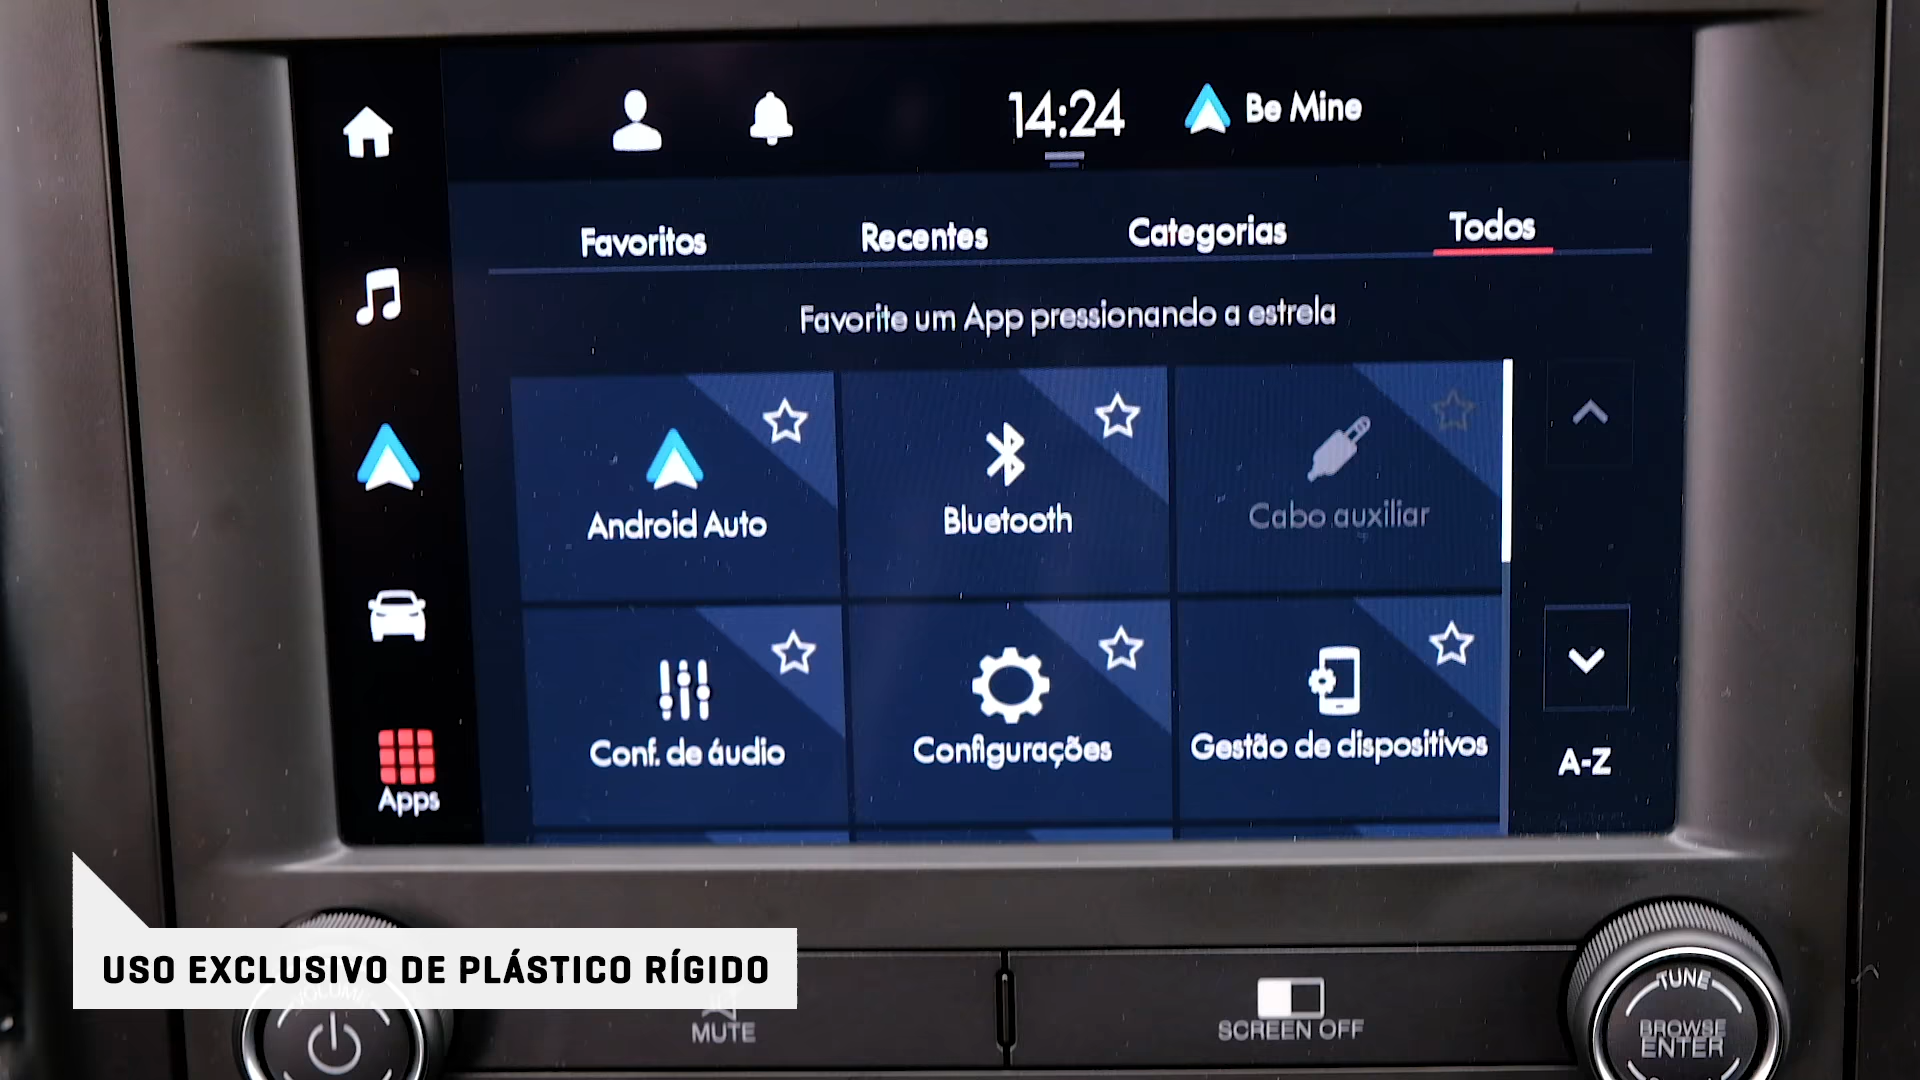 14:24
Be Mine
Favoritos
Recentes
Categorias
Todos
Favorite um App pressionando a estrela
Android Auto
Bluetooth
Cabo auxiliar
Conf. de áudio
Configurações
Gestão de dispositivos
A-Z
Apps
USO EXCLUSIVO DE PLÁSTICO RÍGIDO
VOLUME
MUTE
SCREEN OFF
TUNE
BROWSE
ENTER